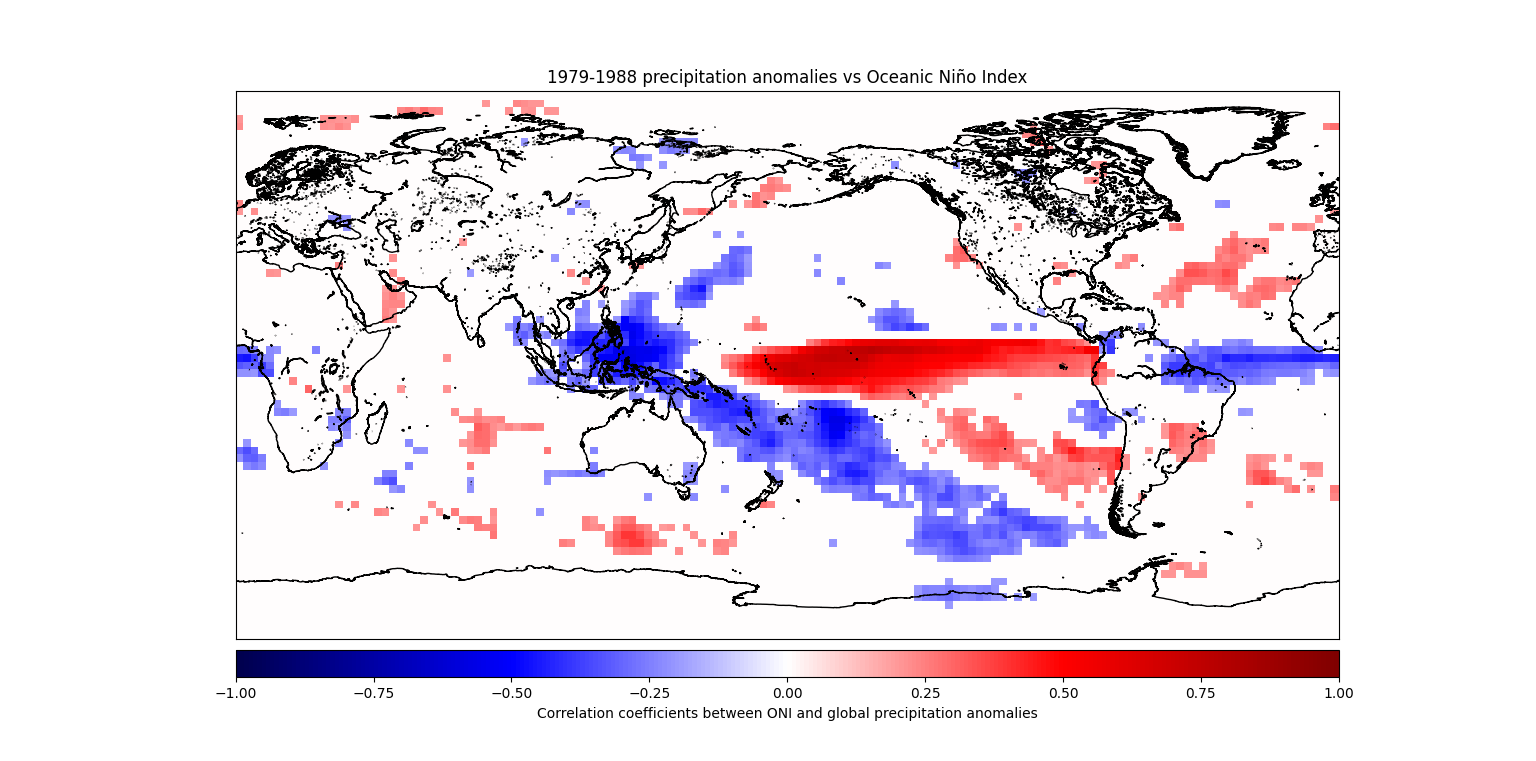 1979-1988 precipitation anomalies vs Oceanic Niño Index
−1.00 −0.75 −0.50 −0.25 0.00 0.25 0.50 0.75 1.00
Correlation coefficients between ONI and global precipitation anomalies